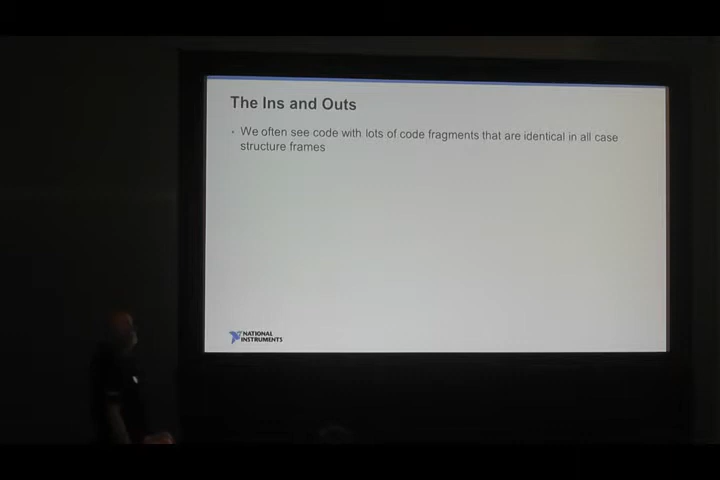 The Ins and Outs
• We often see code with lots of code fragments that are identical in all case
structure frames
NATIONAL
INSTRUMENTS